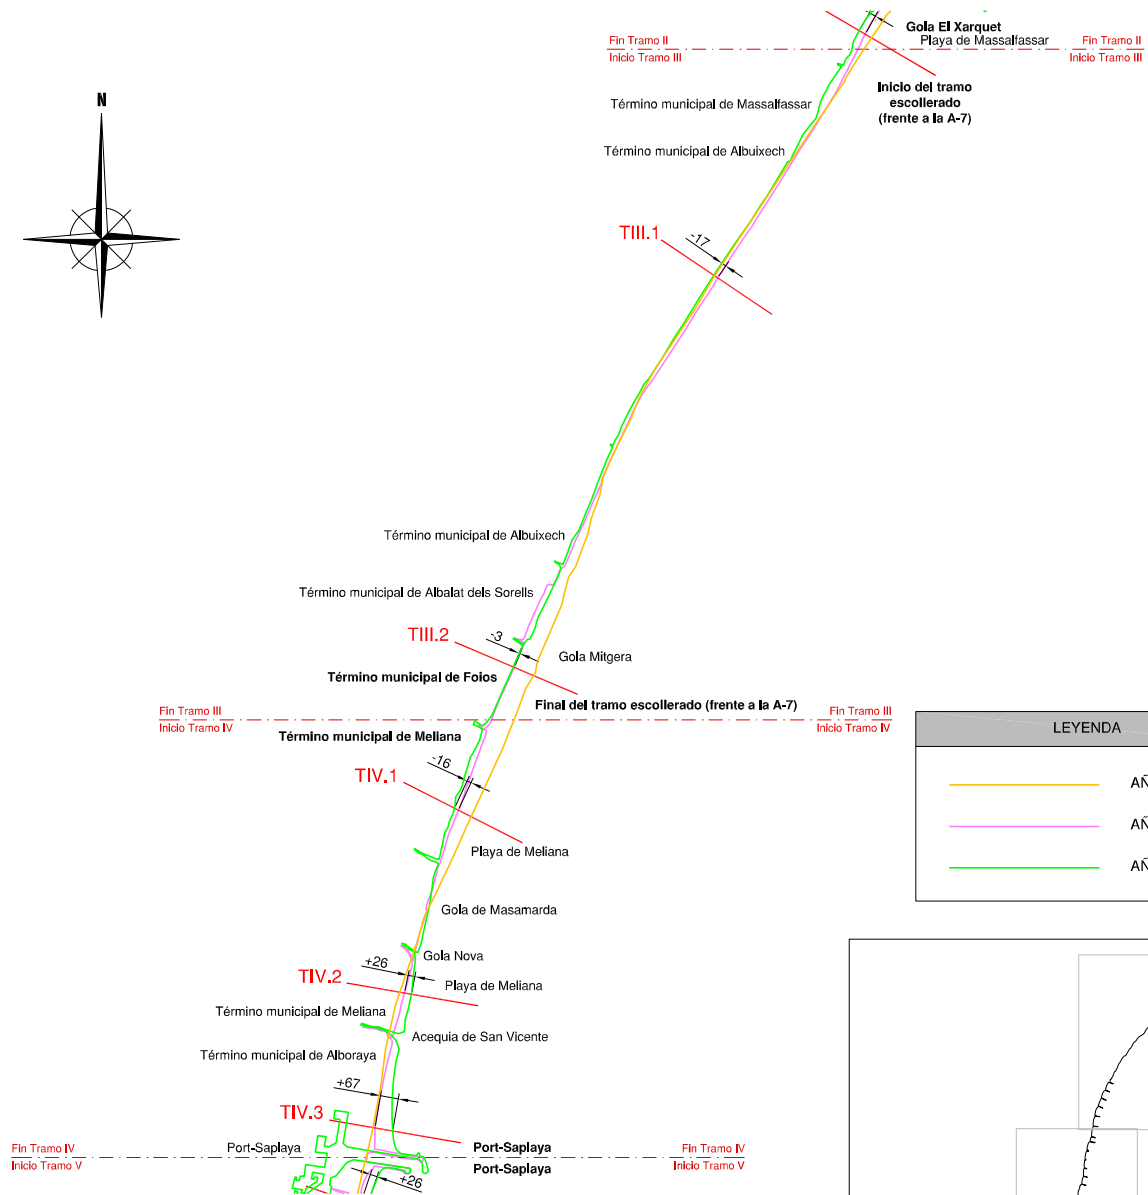 Gola El Xarquet
Fin Tramo II
Playa de Massalfassar
Fin Tramo II
Inicio Tramo III
Inicio Tramo III
Inicio del tramo
escollerado
(frente a la A-7)
N
Término municipal de Massalfassar
Término municipal de Albuixech
TIII.1
-17
Término municipal de Albuixech
Término municipal de Albalat dels Sorells
TIII.2
-3
Gola Mitgera
Término municipal de Foios
Final del tramo escollerado (frente a la A-7)
Fin Tramo III
Fin Tramo III
Inicio Tramo IV
Inicio Tramo IV
Término municipal de Meliana
LEYENDA
-16
TIV.1
AÑ
AÑ
AÑ
Playa de Meliana
Gola de Masamarda
Gola Nova
+26
TIV.2
Playa de Meliana
Término municipal de Meliana
Acequia de San Vicente
Término municipal de Alboraya
+67
TIV.3
Port-Saplaya
Port-Saplaya
Fin Tramo IV
Fin Tramo IV
Inicio Tramo V
Inicio Tramo V
Port-Saplaya
+26